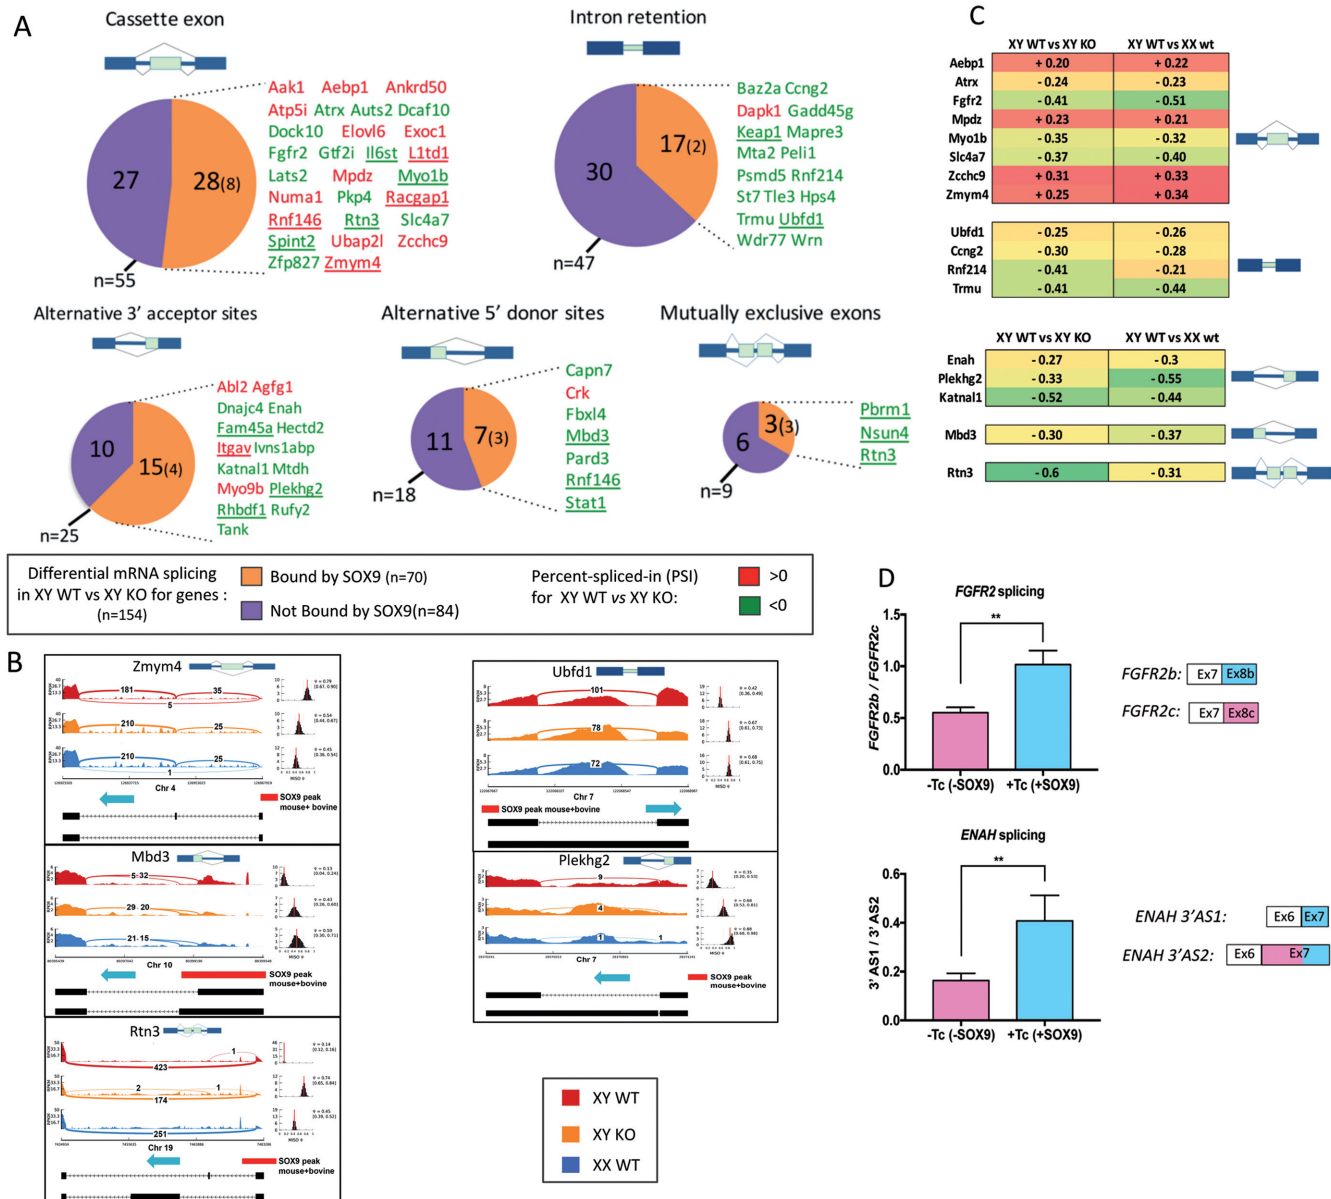 A
Cassette exon
27
28(8)
n=55
Aak1 Aebp1 Ankrd50
Atp5i Atrx Auts2 Dcaf10
Dock10 Elovl6 Exoc1
Fgfr2 Gtf2i Il6st L1td1
Lats2 Mpdz Myo1b
Numa1 Pkp4 Racgap1
Rnf146 Rtn3 Slc4a7
Spint2 Ubap2l Zcchc9
Zfp827 Zmym4
Intron retention
30
17(2)
n=47
Baz2a Ccng2
Dapk1 Gadd45g
Keap1 Mapre3
Mta2 Peli1
Psmd5 Rnf214
St7 Tle3 Hps4
Trmu Ubfd1
Wdr77 Wrn
Alternative 3’ acceptor sites
10
15(4)
n=25
Abl2 Agfg1
Dnajc4 Enah
Fam45a Hectd2
Itgav Ivns1abp
Katnal1 Mtdh
Myo9b Plekhg2
Rhbdf1 Rufy2
Tank
Alternative 5’ donor sites
11
7(3)
n=18
Capn7
Crk
Fbxl4
Mbd3
Pard3
Rnf146
Stat1
Mutually exclusive exons
6
3(3)
n=9
Pbrm1
Nsun4
Rtn3
Differential mRNA splicing
in XY WT vs XY KO for genes :
(n=154)
Bound by SOX9 (n=70)
Not Bound by SOX9(n=84)
Percent-spliced-in (PSI)
for XY WT vs XY KO:
>0
<0
C
XY WT vs XY KO XY WT vs XX wt
Aebp1 + 0.20 + 0.22
Atrx - 0.24 - 0.23
Fgfr2 - 0.41 - 0.51
Mpdz + 0.23 + 0.21
Myo1b - 0.35 - 0.32
Slc4a7 - 0.37 - 0.40
Zcchc9 + 0.31 + 0.33
Zmym4 + 0.25 + 0.34
Ubfd1 - 0.25 - 0.26
Ccng2 - 0.30 - 0.28
Rnf214 - 0.41 - 0.21
Trmu - 0.41 - 0.44
XY WT vs XY KO XY WT vs XX wt
Enah - 0.27 - 0.3
Plekhg2 - 0.33 - 0.55
Katnal1 - 0.52 - 0.44
Mbd3 - 0.30 - 0.37
Rtn3 - 0.6 - 0.31
B
Zmym4
181 35
5
210 25
210 25
1
Chr 4
SOX9 peak
mouse+bovine
Mbd3
5-32
29 20
21-15
Chr 10
SOX9 peak
mouse+bovine
Rtn3
1
423
2 1
174
251
Chr 19
SOX9 peak
mouse+bovine
Ubfd1
101
78
72
Chr 7
SOX9 peak mouse+bovine
Plekhg2
9
4
1 1
Chr 7
SOX9 peak
mouse+bovine
XY WT
XY KO
XX WT
D
FGFR2 splicing
**
FGFR2b / FGFR2c
1.5
1.0
0.5
0.0
-Tc (-SOX9) +Tc (+SOX9)
FGFR2b: Ex7 Ex8b
FGFR2c: Ex7 Ex8c
ENAH splicing
**
3' AS1 / 3' AS2
0.6
0.4
0.2
0.0
-Tc (-SOX9) +Tc (+SOX9)
ENAH 3'AS1: Ex6 Ex7
ENAH 3'AS2: Ex6 Ex7